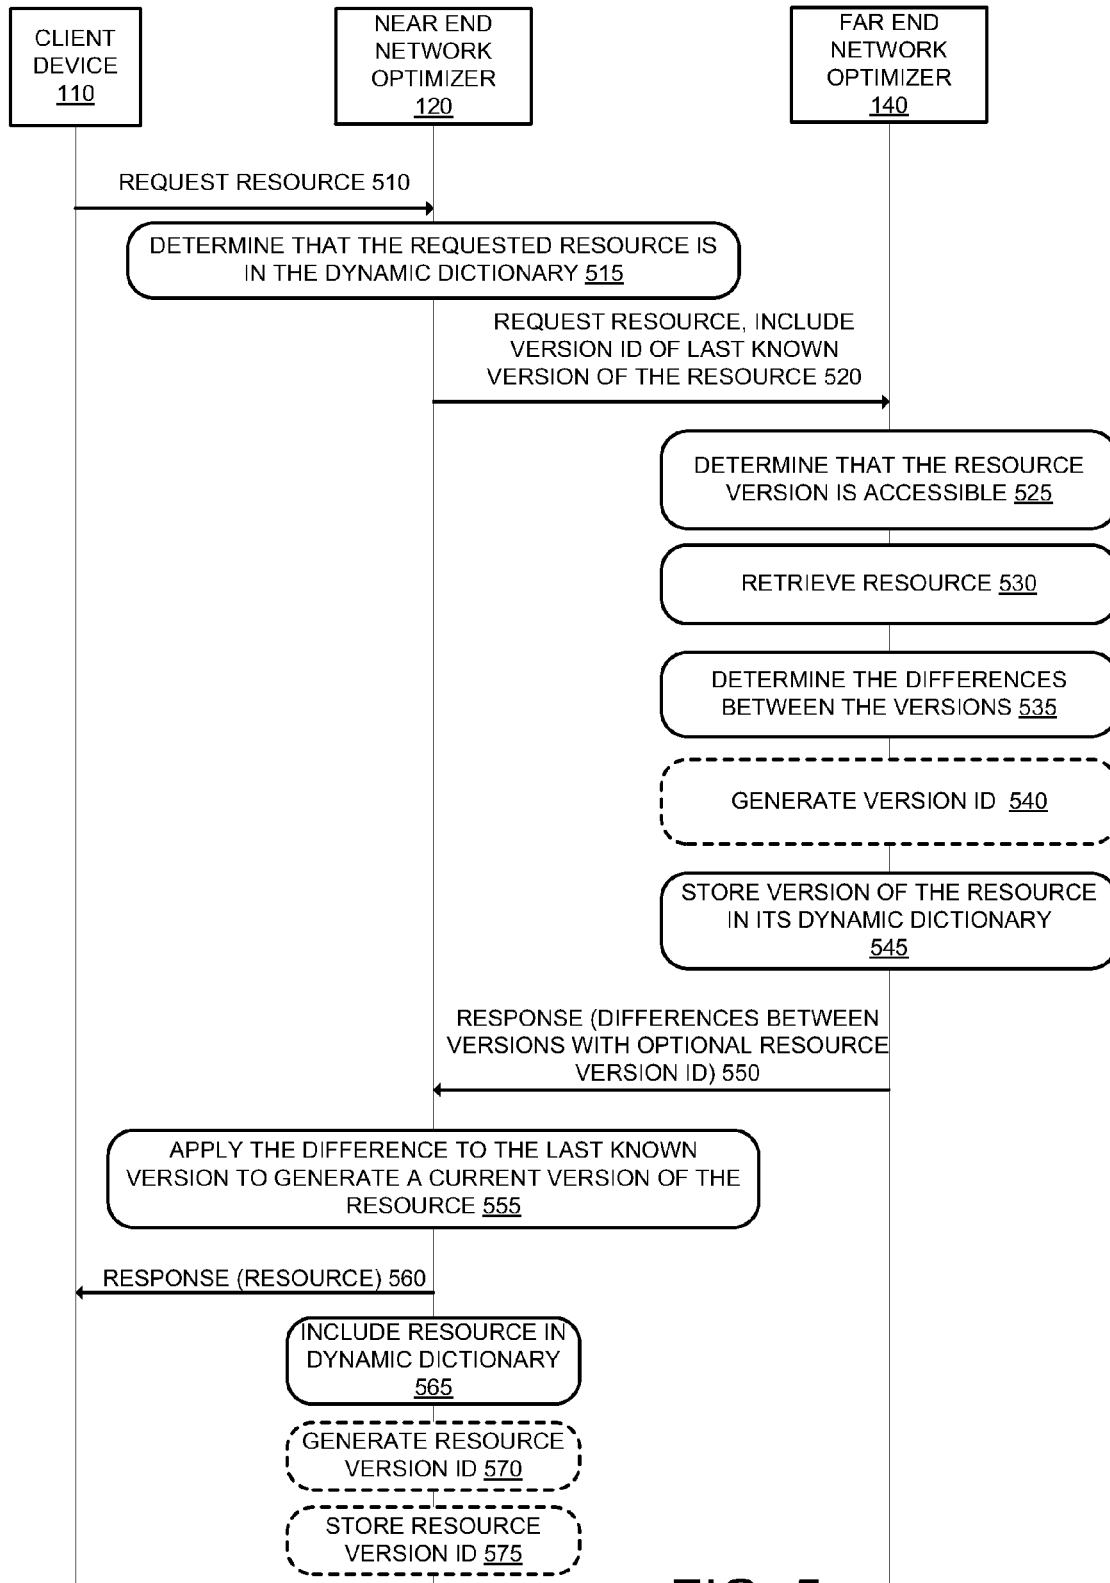 CLIENT
DEVICE
110
NEAR END
NETWORK
OPTIMIZER
120
FAR END
NETWORK
OPTIMIZER
140
REQUEST RESOURCE 510
DETERMINE THAT THE REQUESTED RESOURCE IS
IN THE DYNAMIC DICTIONARY 515
REQUEST RESOURCE, INCLUDE
VERSION ID OF LAST KNOWN
VERSION OF THE RESOURCE 520
DETERMINE THAT THE RESOURCE
VERSION IS ACCESSIBLE 525
RETRIEVE RESOURCE 530
DETERMINE THE DIFFERENCES
BETWEEN THE VERSIONS 535
GENERATE VERSION ID 540
STORE VERSION OF THE RESOURCE
IN ITS DYNAMIC DICTIONARY
545
RESPONSE (DIFFERENCES BETWEEN
VERSIONS WITH OPTIONAL RESOURCE
VERSION ID) 550
APPLY THE DIFFERENCE TO THE LAST KNOWN
VERSION TO GENERATE A CURRENT VERSION OF THE
RESOURCE 555
RESPONSE (RESOURCE) 560
INCLUDE RESOURCE IN
DYNAMIC DICTIONARY
565
GENERATE RESOURCE
VERSION ID 570
STORE RESOURCE
VERSION ID 575